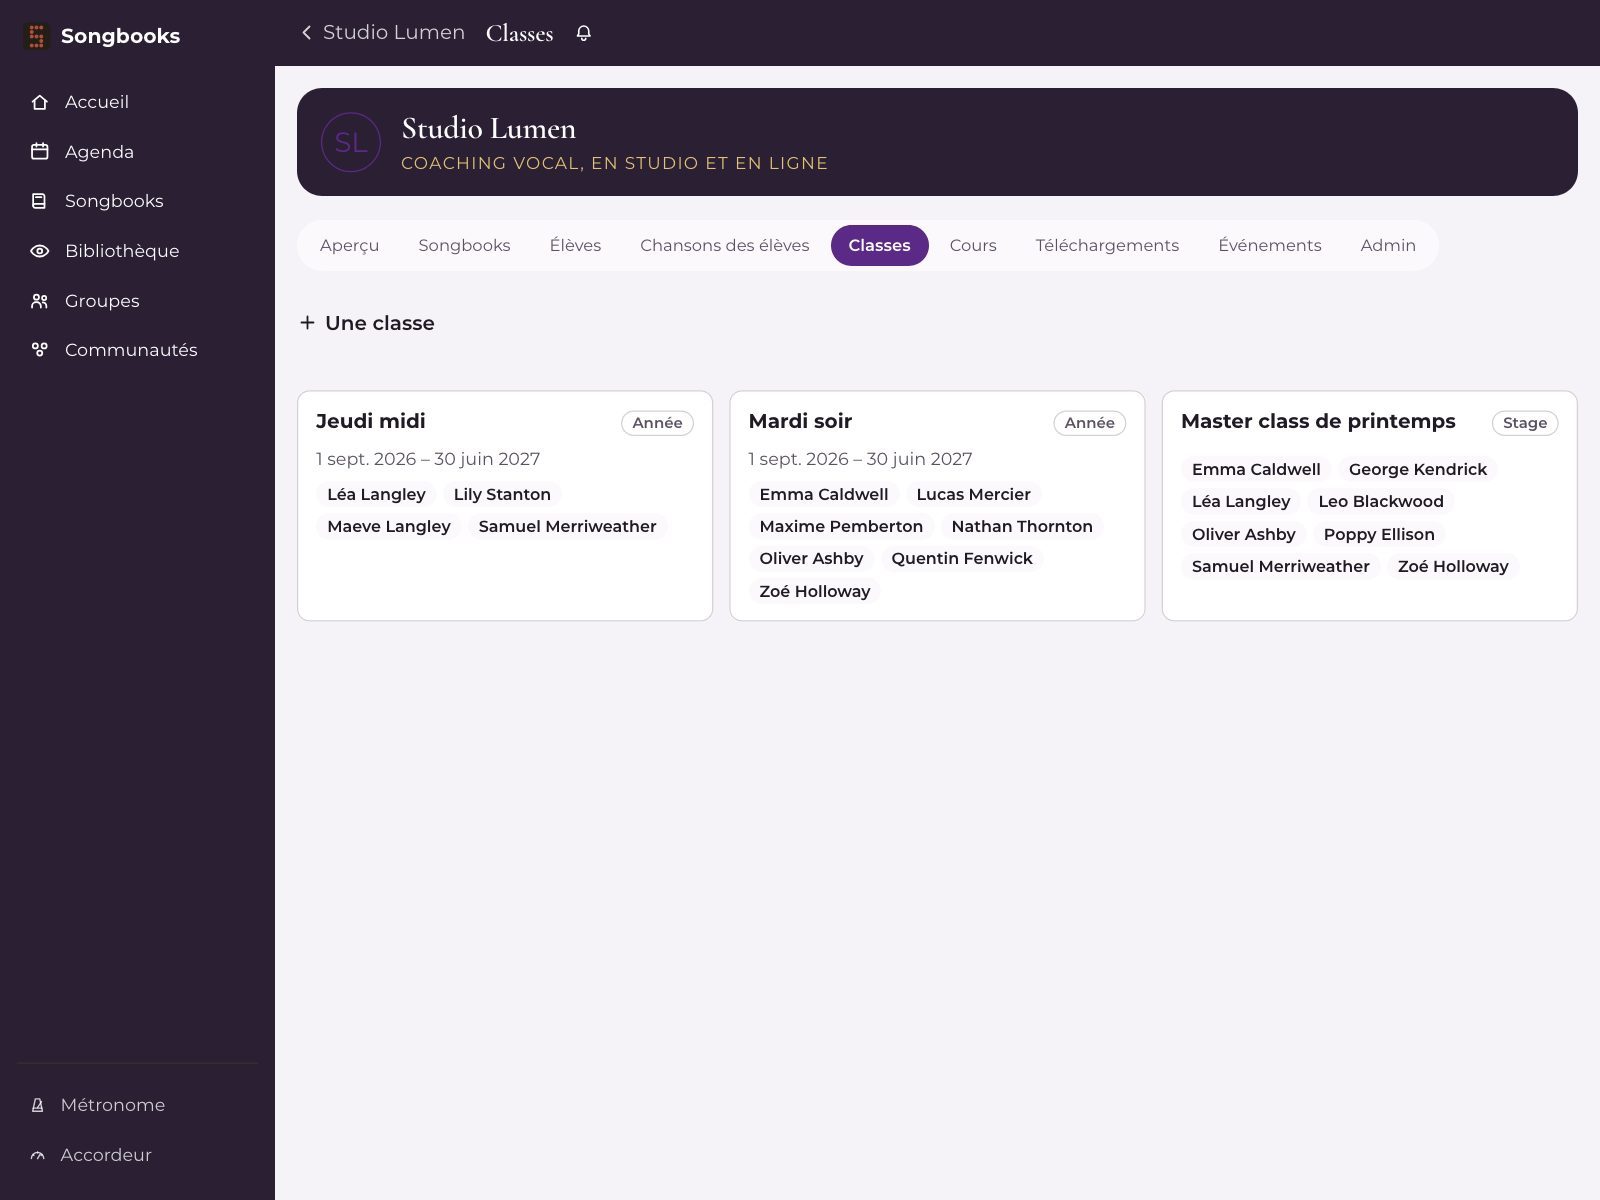 Songbooks
Accueil
Agenda
Songbooks
Bibliothèque
Groupes
Communautés
Métronome
Accordeur
Studio Lumen Classes
SL
Studio Lumen
COACHING VOCAL, EN STUDIO ET EN LIGNE
Aperçu Songbooks Élèves Chansons des élèves Classes Cours Téléchargements Événements Admin
+ Une classe
Jeudi midi Année
1 sept. 2026 – 30 juin 2027
Léa Langley Lily Stanton
Maeve Langley Samuel Merriweather
Mardi soir Année
1 sept. 2026 – 30 juin 2027
Emma Caldwell Lucas Mercier
Maxime Pemberton Nathan Thornton
Oliver Ashby Quentin Fenwick
Zoé Holloway
Master class de printemps Stage
Emma Caldwell George Kendrick
Léa Langley Leo Blackwood
Oliver Ashby Poppy Ellison
Samuel Merriweather Zoé Holloway